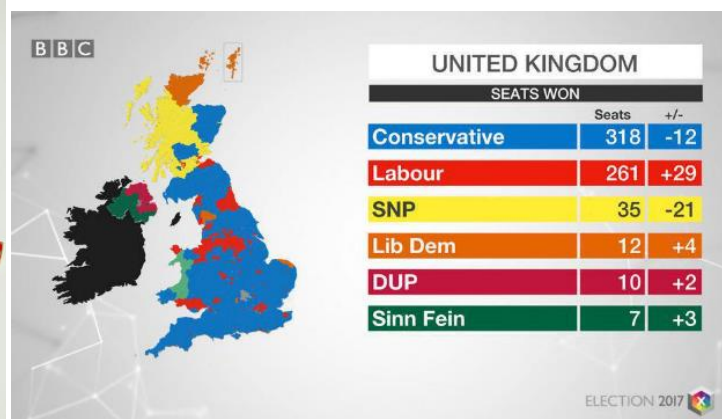 BBC
UNITED KINGDOM
SEATS WON
Seats +/-
Conservative 318 -12
Labour 261 +29
SNP 35 -21
Lib Dem 12 +4
DUP 10 +2
Sinn Fein 7 +3
ELECTION 2017